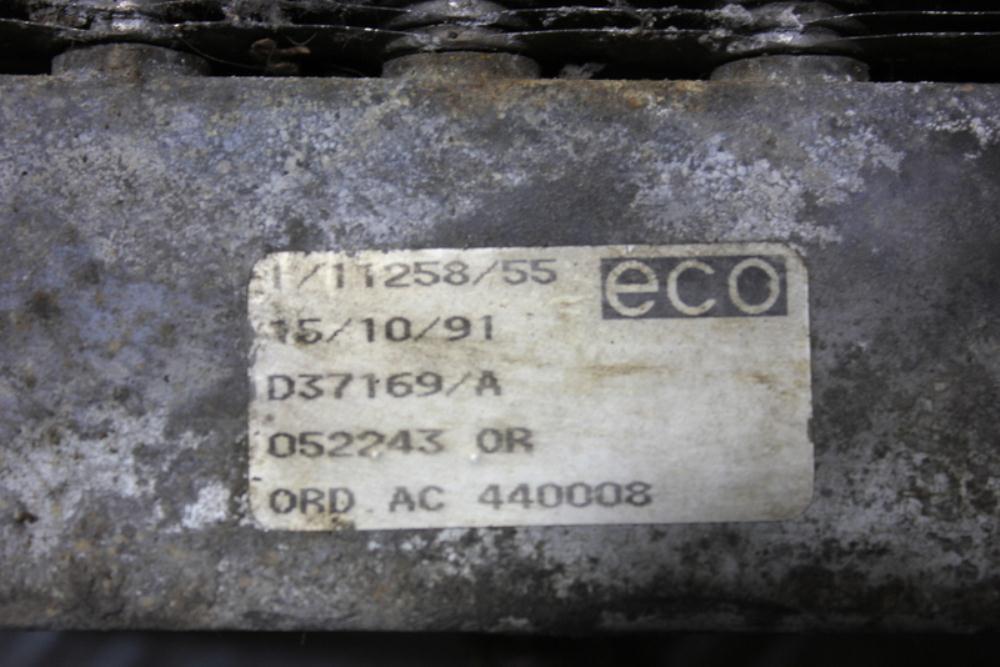 1/11258/55 eco
15/10/91
D37169/A
052243 OR
ORD. AC 440008